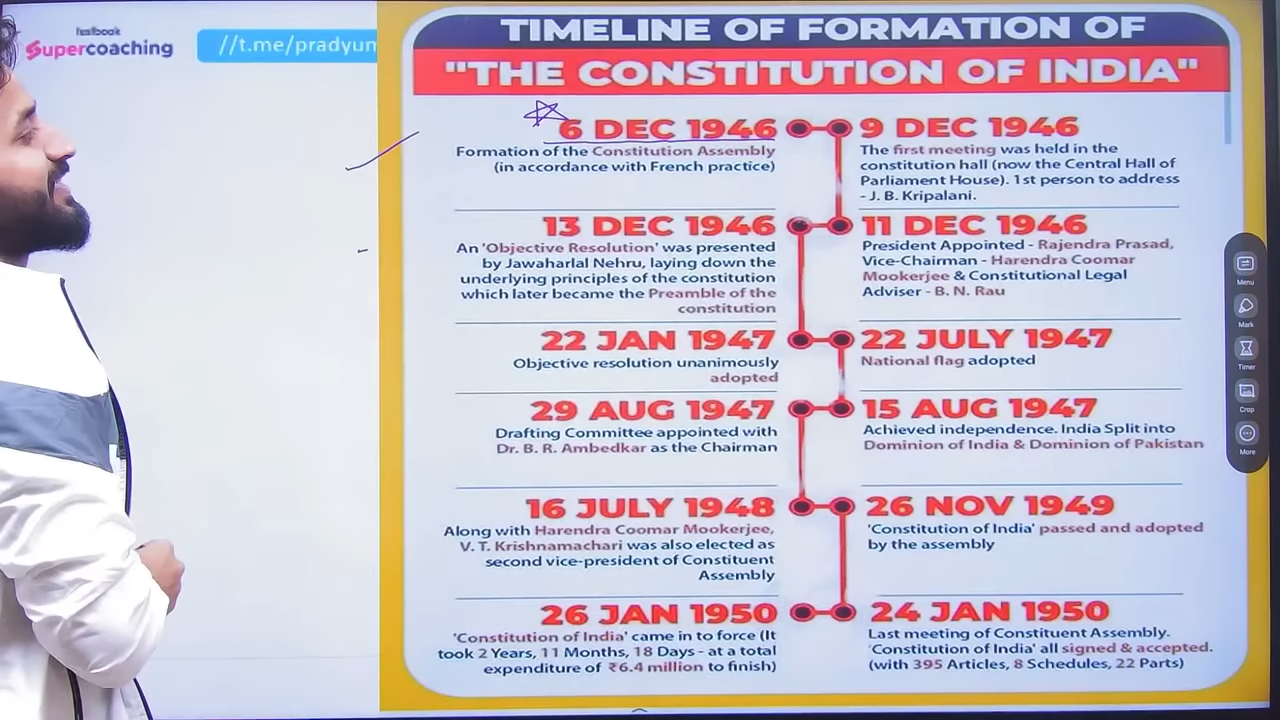 testbook
Supercoaching
//t.me/pradyun
TIMELINE OF FORMATION OF
"THE CONSTITUTION OF INDIA"
6 DEC 1946
Formation of the Constitution Assembly
(in accordance with French practice)
9 DEC 1946
The first meeting was held in the
constitution hall (now the Central Hall of
Parliament House). 1st person to address
- J. B. Kripalani.
13 DEC 1946
An 'Objective Resolution' was presented
by Jawaharlal Nehru, laying down the
underlying principles of the constitution
which later became the Preamble of the
constitution
11 DEC 1946
President Appointed - Rajendra Prasad,
Vice-Chairman - Harendra Coomar
Mookerjee & Constitutional Legal
Adviser - B. N. Rau
22 JAN 1947
Objective resolution unanimously
adopted
22 JULY 1947
National flag adopted
29 AUG 1947
Drafting Committee appointed with
Dr. B. R. Ambedkar as the Chairman
15 AUG 1947
Achieved independence. India Split into
Dominion of India & Dominion of Pakistan
16 JULY 1948
Along with Harendra Coomar Mookerjee,
V. T. Krishnamachari was also elected as
second vice-president of Constituent
Assembly
26 NOV 1949
'Constitution of India' passed and adopted
by the assembly
26 JAN 1950
'Constitution of India' came in to force (It
took 2 Years, 11 Months, 18 Days - at a total
expenditure of ₹6.4 million to finish)
24 JAN 1950
Last meeting of Constituent Assembly.
'Constitution of India' all signed & accepted.
(with 395 Articles, 8 Schedules, 22 Parts)
Menu
Mark
Timer
Crop
More